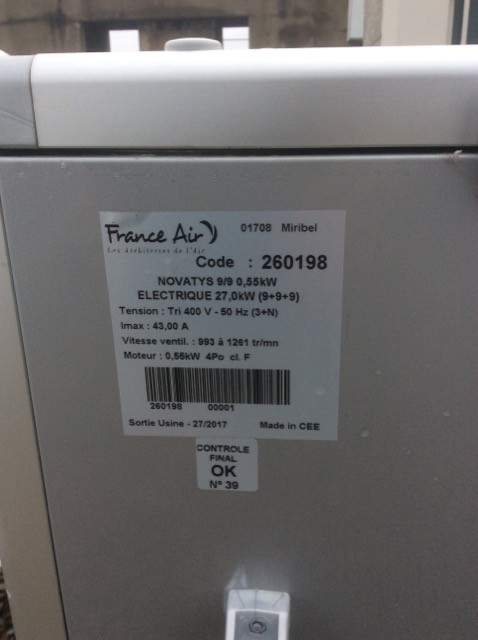 France Air
01708 Miribel
Les Architectes de l'Air
Code : 260198
NOVATYS 9/9 0,55kW
ELECTRIQUE 27,0kW (9+9+9)
Tension : Tri 400 V - 50 Hz (3+N)
Imax : 43,00 A
Vitesse ventil. : 993 à 1261 tr/mn
Moteur : 0,55kW 4Po cl. F
260198 00001
Sortie Usine - 27/2017 Made in CEE
CONTROLE
FINAL
OK
N° 39